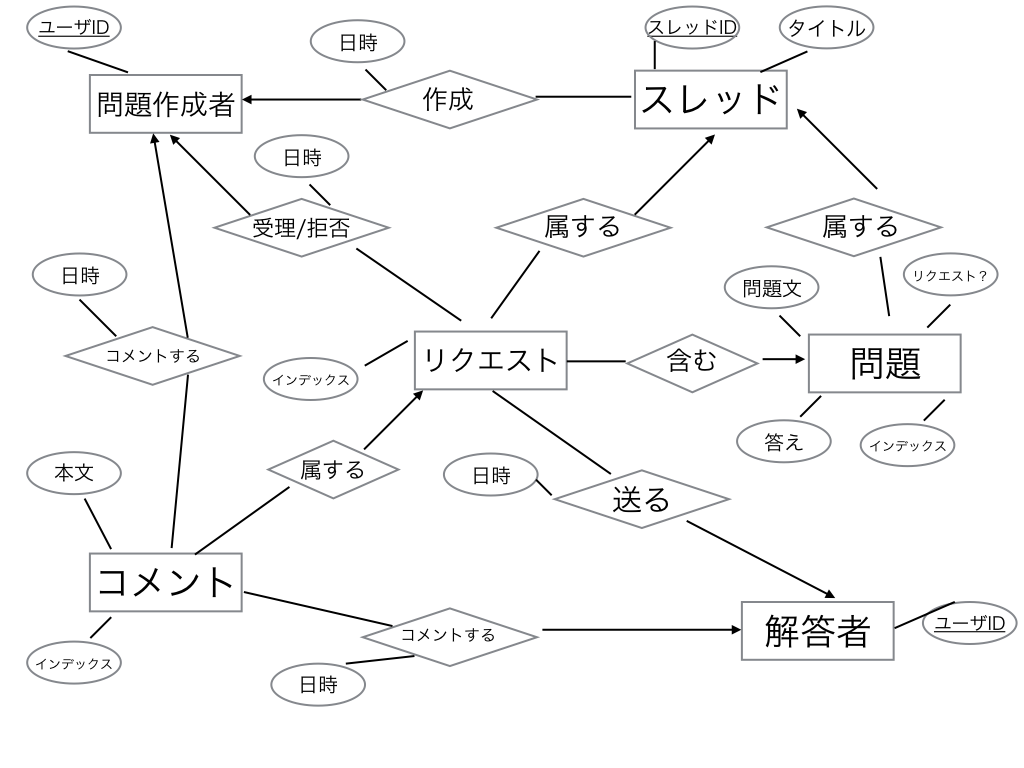 ユーザID
スレッドID
タイトル
日時
問題作成者
作成
スレッド
日時
受理/拒否
属する
属する
日時
問題文
リクエスト？
コメントする
インデックス
リクエスト
含む
問題
答え
インデックス
本文
属する
日時
送る
コメント
コメントする
解答者
ユーザID
インデックス
日時